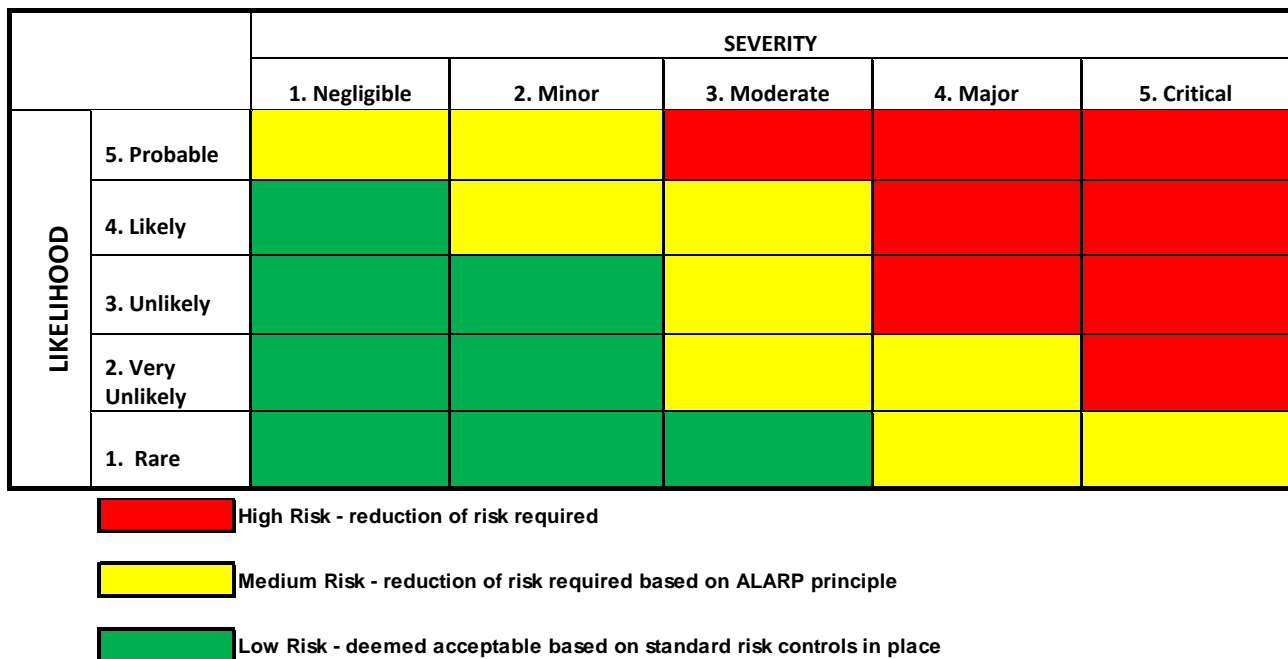 SEVERITY
1. Negligible 2. Minor 3. Moderate 4. Major 5. Critical
LIKELIHOOD
5. Probable
4. Likely
3. Unlikely
2. Very
Unlikely
1. Rare
High Risk - reduction of risk required
Medium Risk - reduction of risk required based on ALARP principle
Low Risk - deemed acceptable based on standard risk controls in place